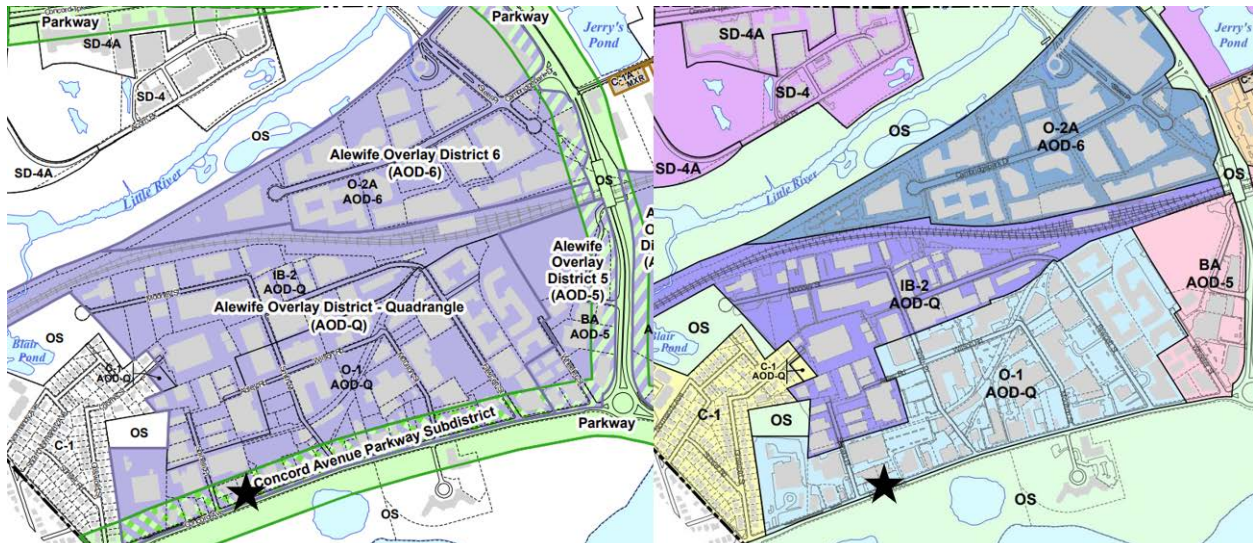 Parkway
SD-4A
SD-4
SD-4A
OS
Little River
Parkway
Jerry's
Pond
C-1A
MXR
Alewife Overlay District 6
(AOD-6)
O-2A
AOD-6
OS
Alewife
Overlay
District 5
(AOD-5)
BA
AOD-5
IB-2
AOD-Q
Alewife Overlay District - Quadrangle
(AOD-Q)
O-1
AOD-Q
OS
Blair
Pond
C-1
AOD-Q
C-1
OS
Concord Avenue Parkway Subdistrict
Parkway
OS
SD-4A
SD-4
SD-4A
OS
Little River
Jerry's
Pond
O-2A
AOD-6
OS
BA
AOD-5
IB-2
AOD-Q
O-1
AOD-Q
OS
Blair
Pond
C-1
AOD-Q
C-1
OS
OS